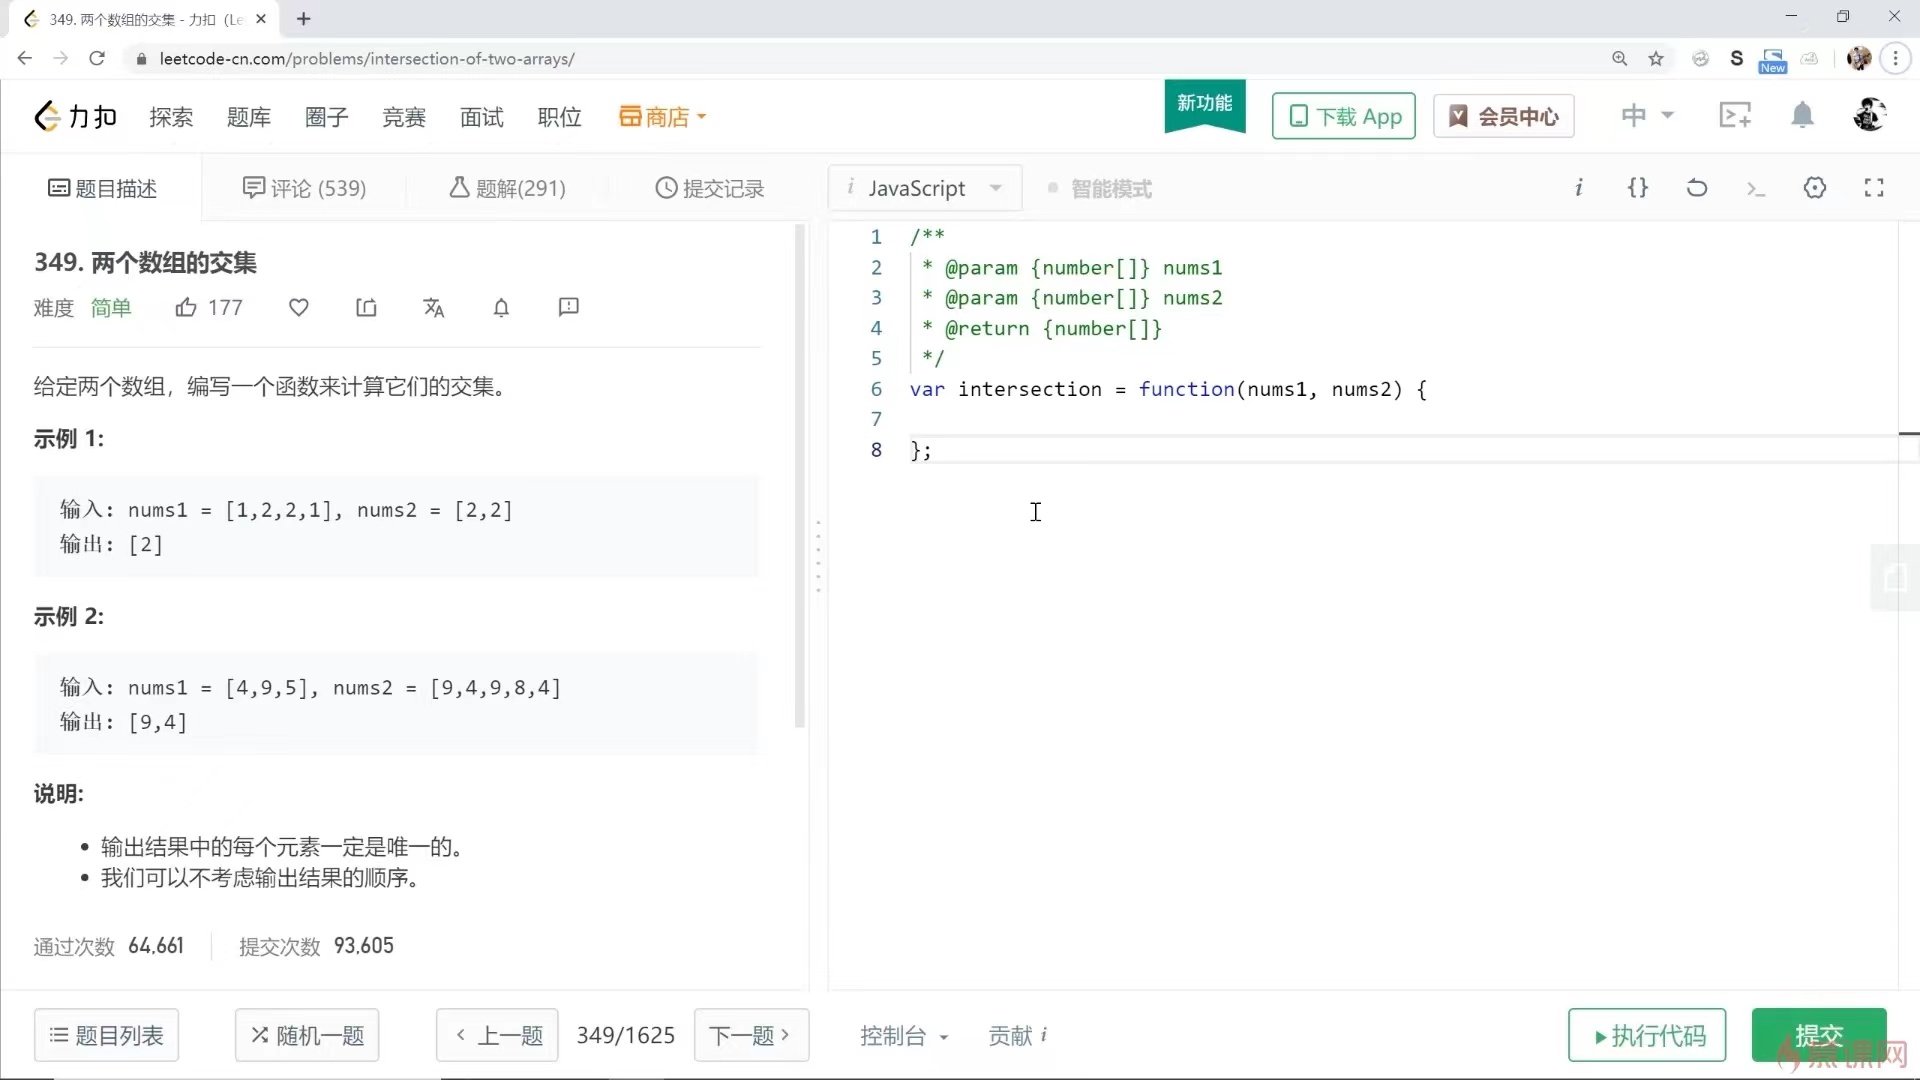 349. 两个数组的交集 - 力扣 (Le
leetcode-cn.com/problems/intersection-of-two-arrays/
New
力扣 探索 题库 圈子 竞赛 面试 职位 商店 新功能 下载 App 会员中心 中
题目描述 评论 (539) 题解(291) 提交记录
i JavaScript 智能模式 i {} >_
349. 两个数组的交集
难度 简单 177
给定两个数组，编写一个函数来计算它们的交集。
示例 1:
输入: nums1 = [1,2,2,1], nums2 = [2,2]
输出: [2]
示例 2:
输入: nums1 = [4,9,5], nums2 = [9,4,9,8,4]
输出: [9,4]
说明:
• 输出结果中的每个元素一定是唯一的。
• 我们可以不考虑输出结果的顺序。
通过次数 64,661 提交次数 93,605
1 /**
2 * @param {number[]} nums1
3 * @param {number[]} nums2
4 * @return {number[]}
5 */
6 var intersection = function(nums1, nums2) {
7
8 };
题目列表 随机一题 < 上一题 349/1625 下一题 > 控制台 贡献 i 执行代码 提交
慕课网